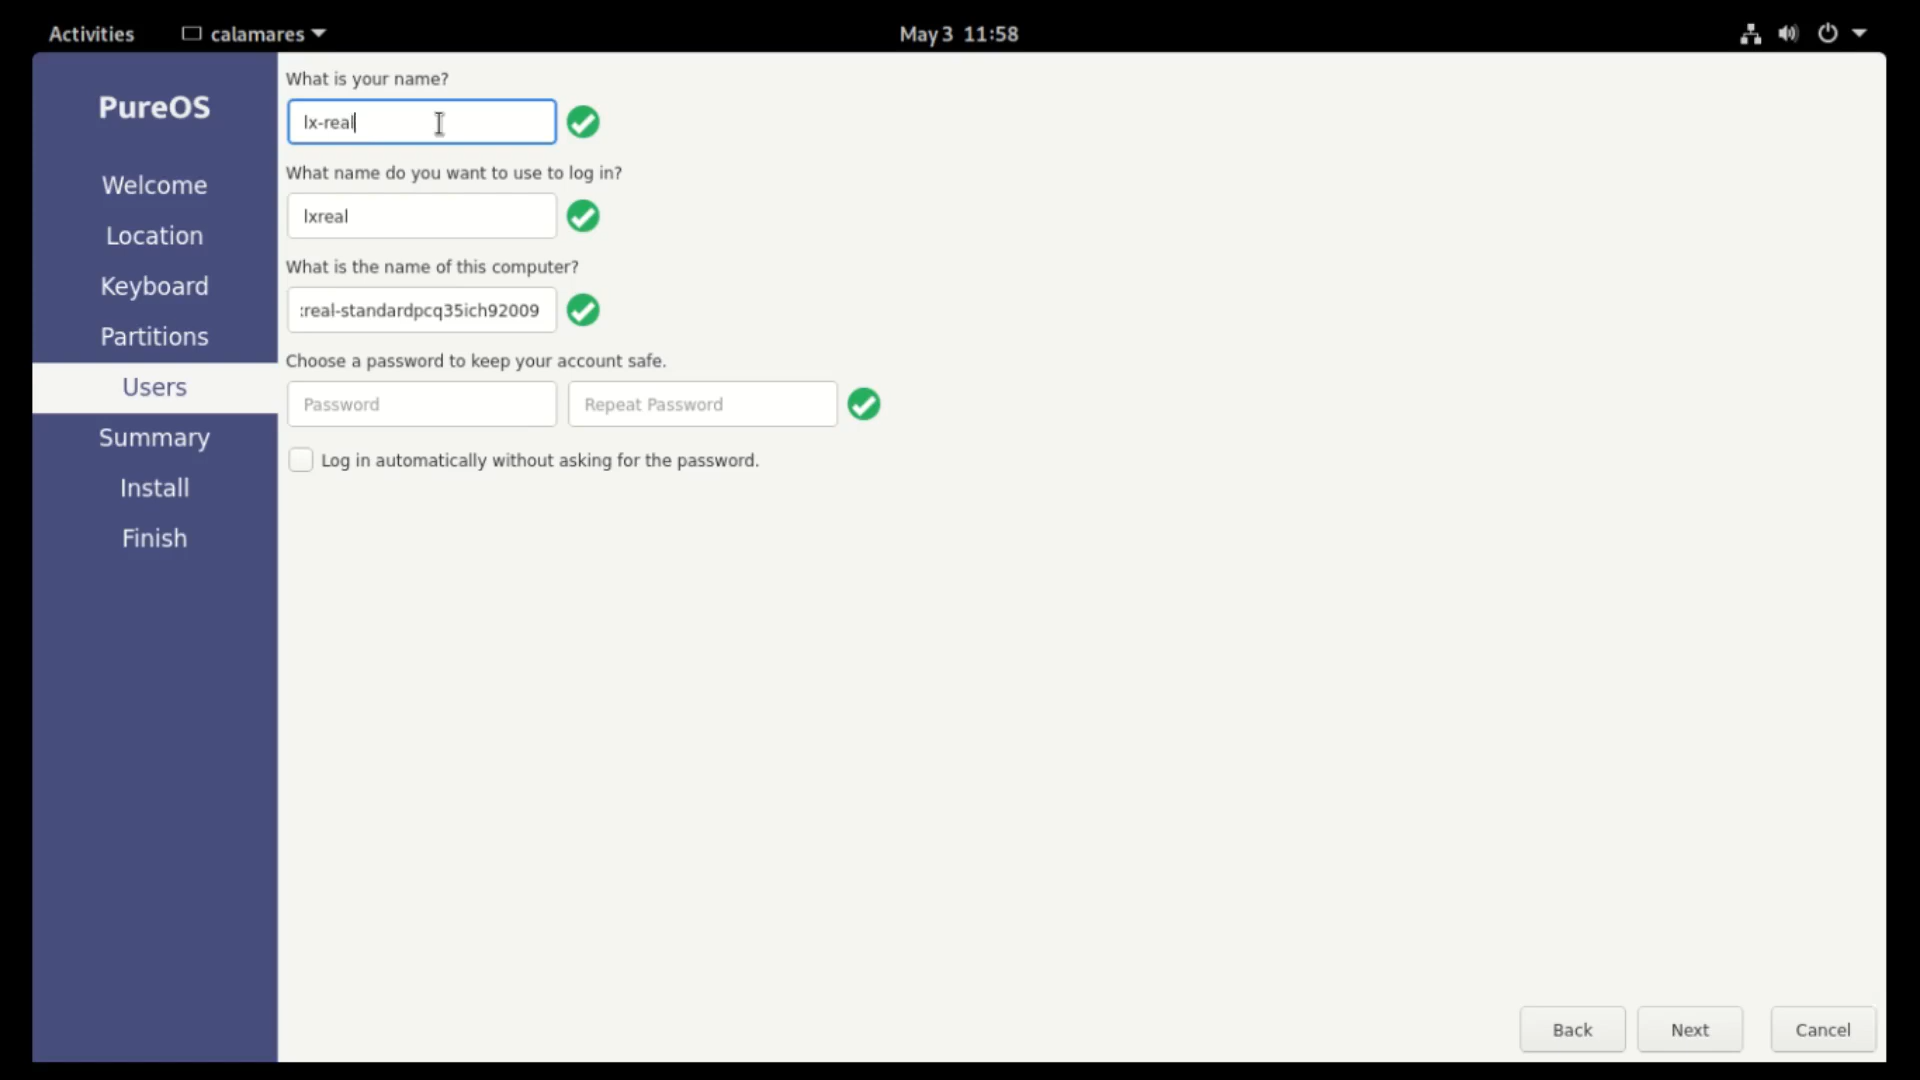 Activities
calamares
May 3 11:58
PureOS
Welcome
Location
Keyboard
Partitions
Users
Summary
Install
Finish
What is your name?
lx-real
What name do you want to use to log in?
lxreal
What is the name of this computer?
:real-standardpcq35ich92009
Choose a password to keep your account safe.
Password
Repeat Password
Log in automatically without asking for the password.
Back
Next
Cancel